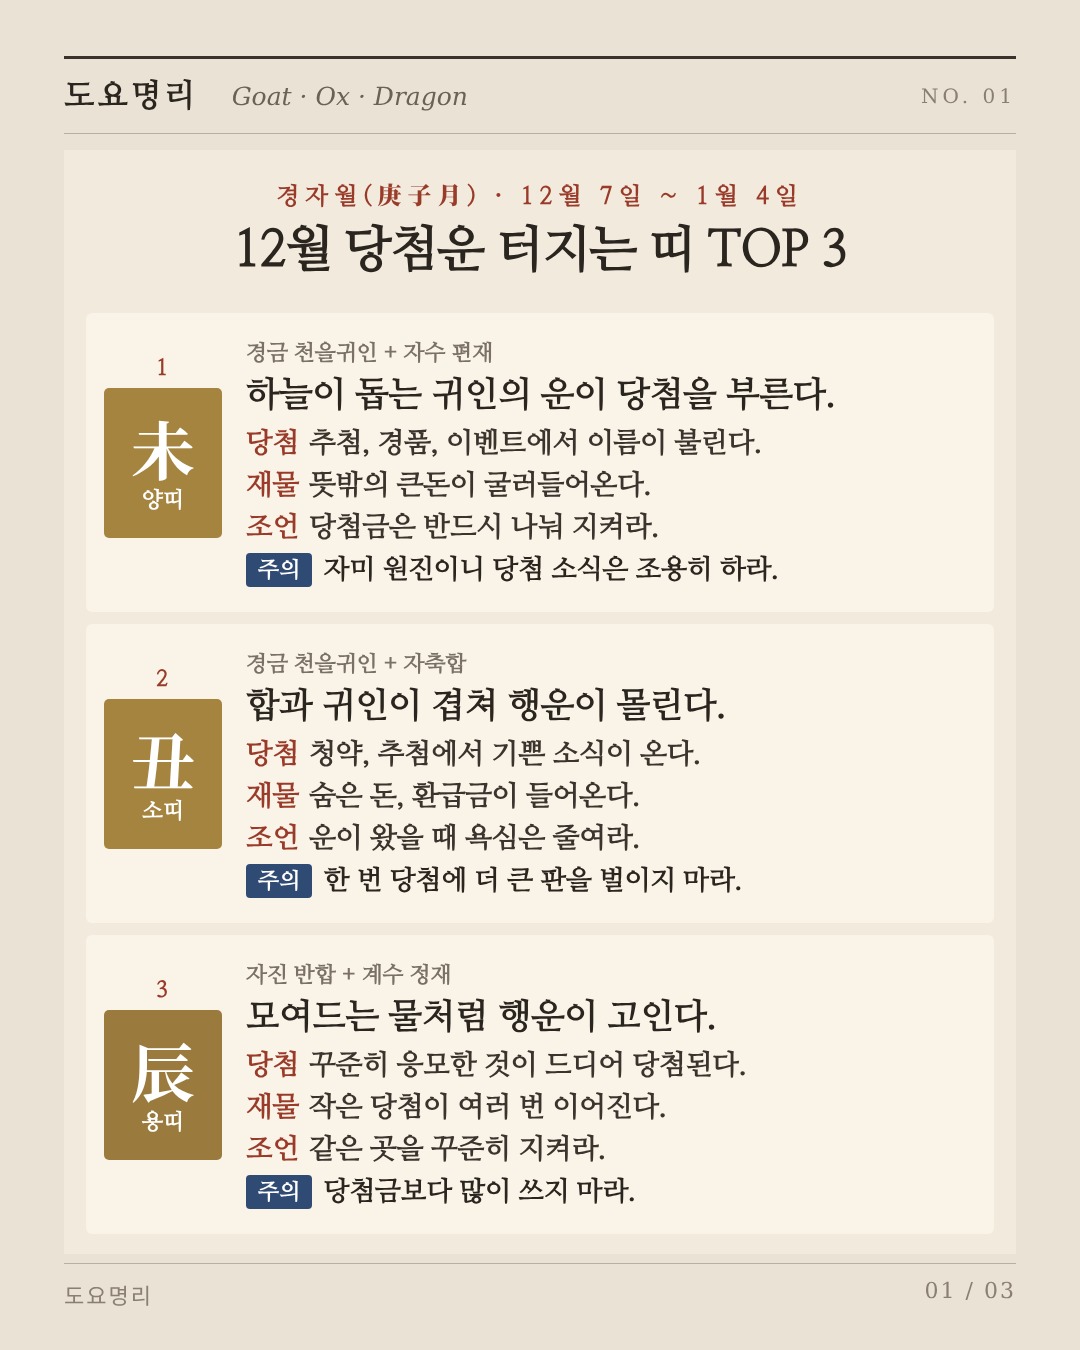 도요명리 Goat · Ox · Dragon NO. 01
경자월(庚子月) · 12월 7일 ~ 1월 4일
12월 당첨운 터지는 띠 TOP 3
1
未
양띠
경금 천을귀인 + 자수 편재
하늘이 돕는 귀인의 운이 당첨을 부른다.
당첨 추첨, 경품, 이벤트에서 이름이 불린다.
재물 뜻밖의 큰돈이 굴러들어온다.
조언 당첨금은 반드시 나눠 지켜라.
주의 자미 원진이니 당첨 소식은 조용히 하라.
2
丑
소띠
경금 천을귀인 + 자축합
합과 귀인이 겹쳐 행운이 몰린다.
당첨 청약, 추첨에서 기쁜 소식이 온다.
재물 숨은 돈, 환급금이 들어온다.
조언 운이 왔을 때 욕심은 줄여라.
주의 한 번 당첨에 더 큰 판을 벌이지 마라.
3
辰
용띠
자진 반합 + 계수 정재
모여드는 물처럼 행운이 고인다.
당첨 꾸준히 응모한 것이 드디어 당첨된다.
재물 작은 당첨이 여러 번 이어진다.
조언 같은 곳을 꾸준히 지켜라.
주의 당첨금보다 많이 쓰지 마라.
도요명리 01 / 03